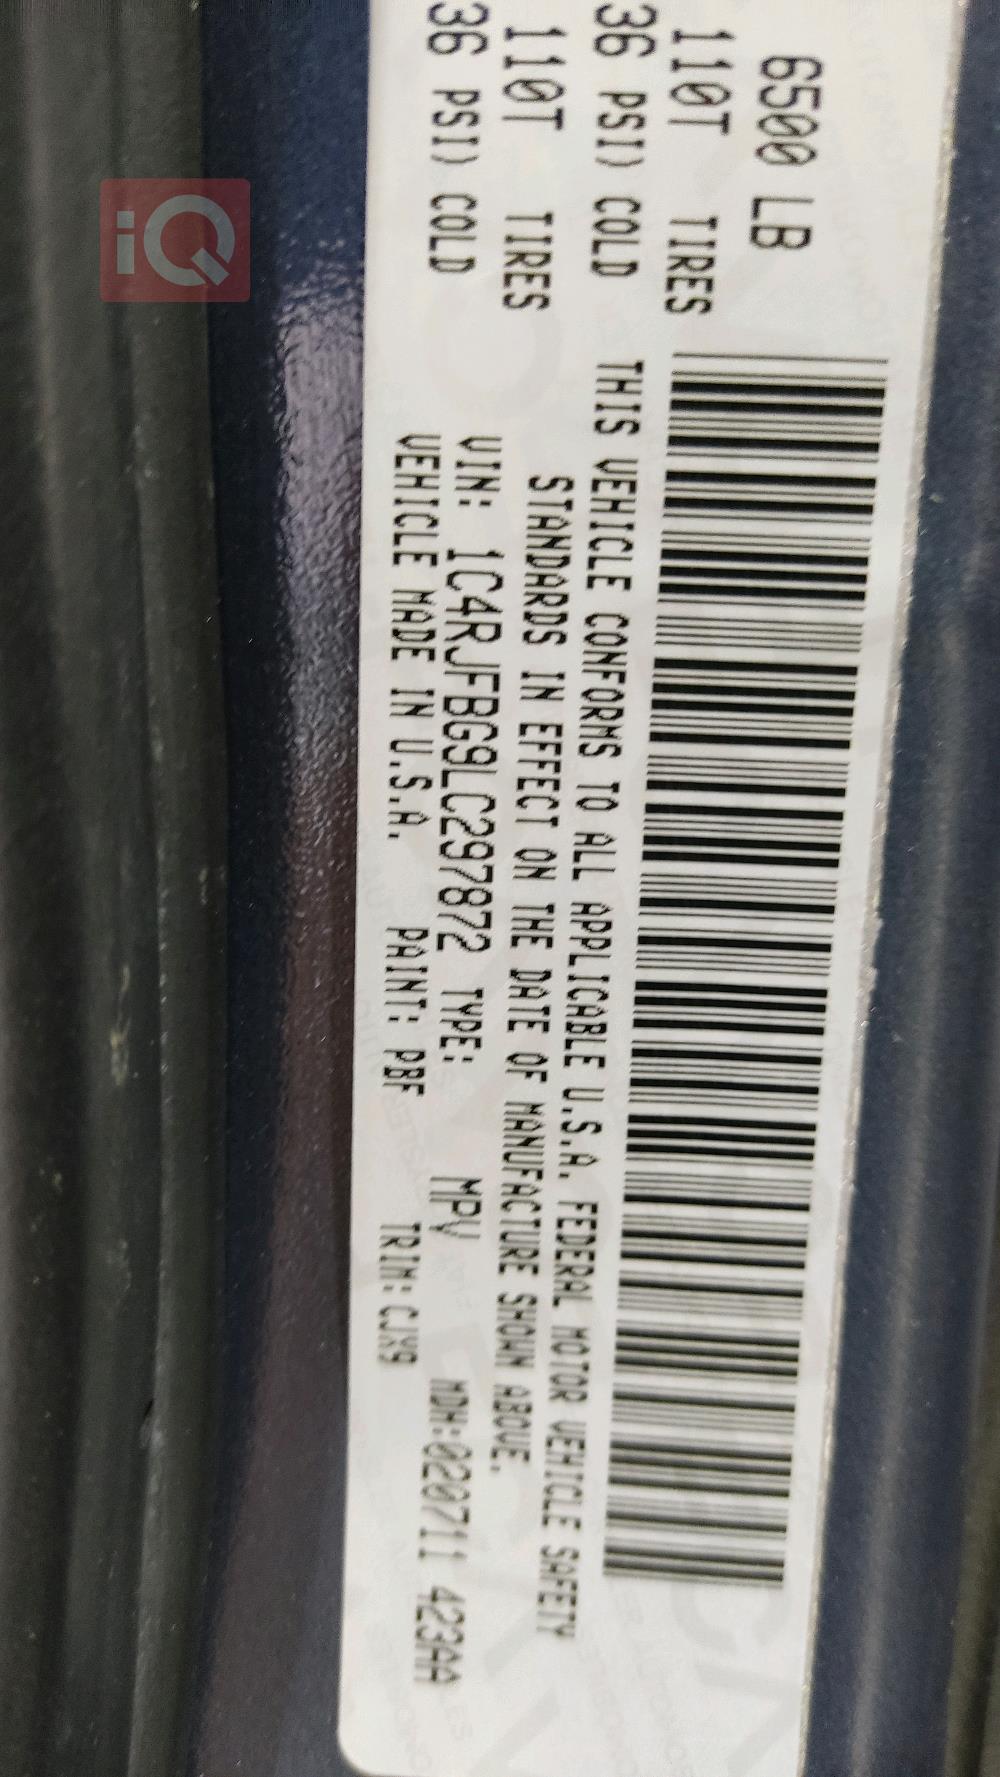 6500 LB
110T TIRES
36 PSI) COLD
110T TIRES
36 PSI) COLD
THIS VEHICLE CONFORMS TO ALL APPLICABLE U.S.A. FEDERAL MOTOR VEHICLE SAFETY
STANDARDS IN EFFECT ON THE DATE OF MANUFACTURE SHOWN ABOVE.
VIN: 1C4RJFBG9LC297872 TYPE: MPV MDH:020711 423AA
VEHICLE MADE IN U.S.A. PAINT: PBF TRIM: CJX9
iQ